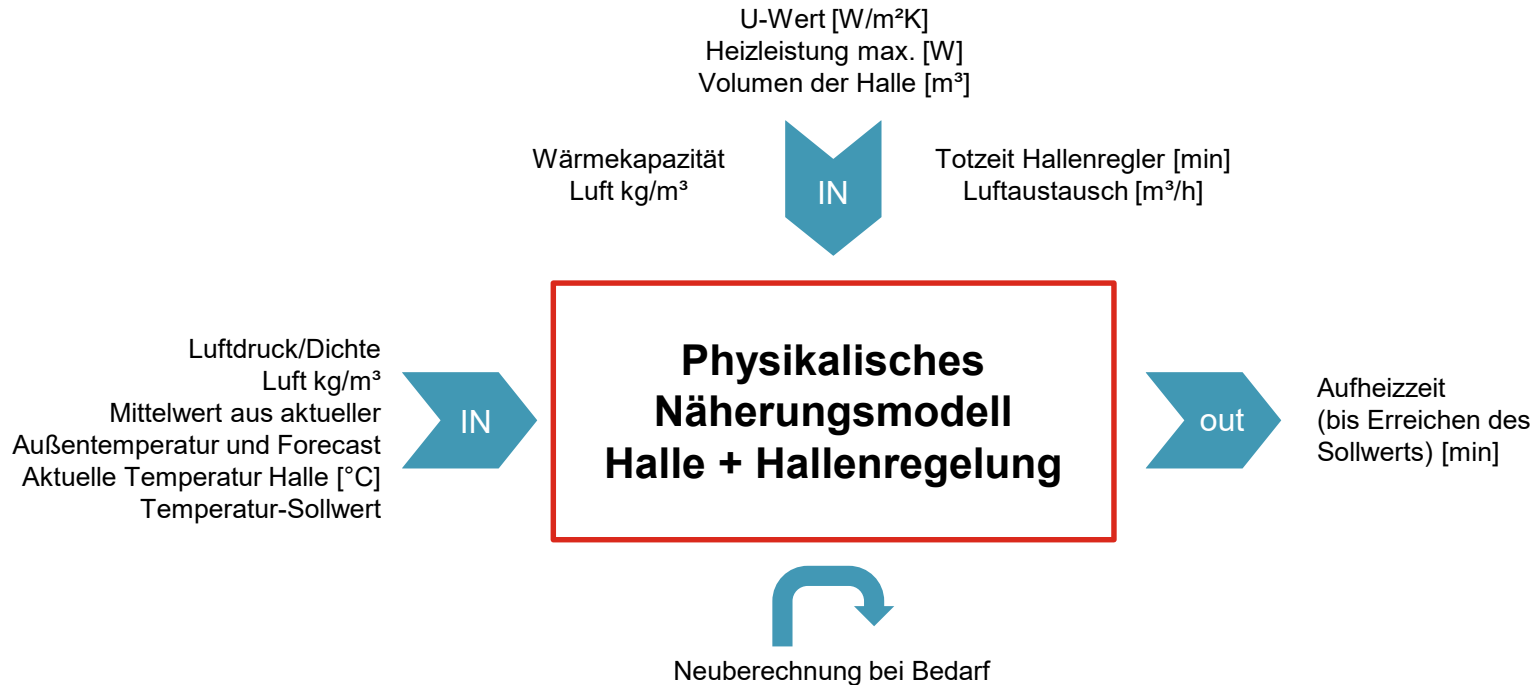 U-Wert [W/m²K]
Heizleistung max. [W]
Volumen der Halle [m³]
Wärmekapazität
Luft kg/m³
IN
Totzeit Hallenregler [min]
Luftaustausch [m³/h]
Luftdruck/Dichte
Luft kg/m³
Mittelwert aus aktueller
Außentemperatur und Forecast
Aktuelle Temperatur Halle [°C]
Temperatur-Sollwert
IN
Physikalisches
Näherungsmodell
Halle + Hallenregelung
out
Aufheizzeit
(bis Erreichen des
Sollwerts) [min]
Neuberechnung bei Bedarf